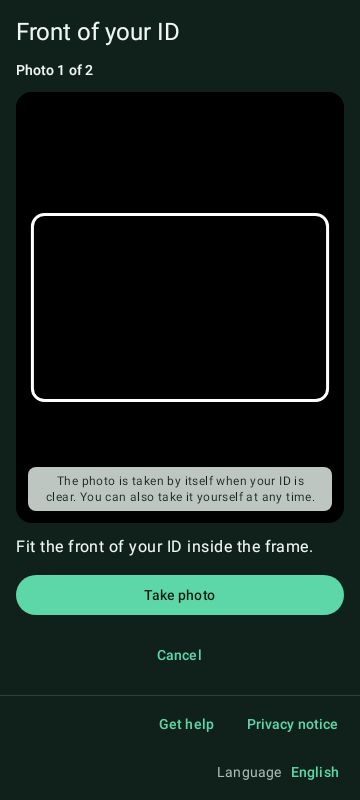 Front of your ID
Photo 1 of 2
The photo is taken by itself when your ID is
clear. You can also take it yourself at any time.
Fit the front of your ID inside the frame.
Take photo
Cancel
Get help Privacy notice
Language English